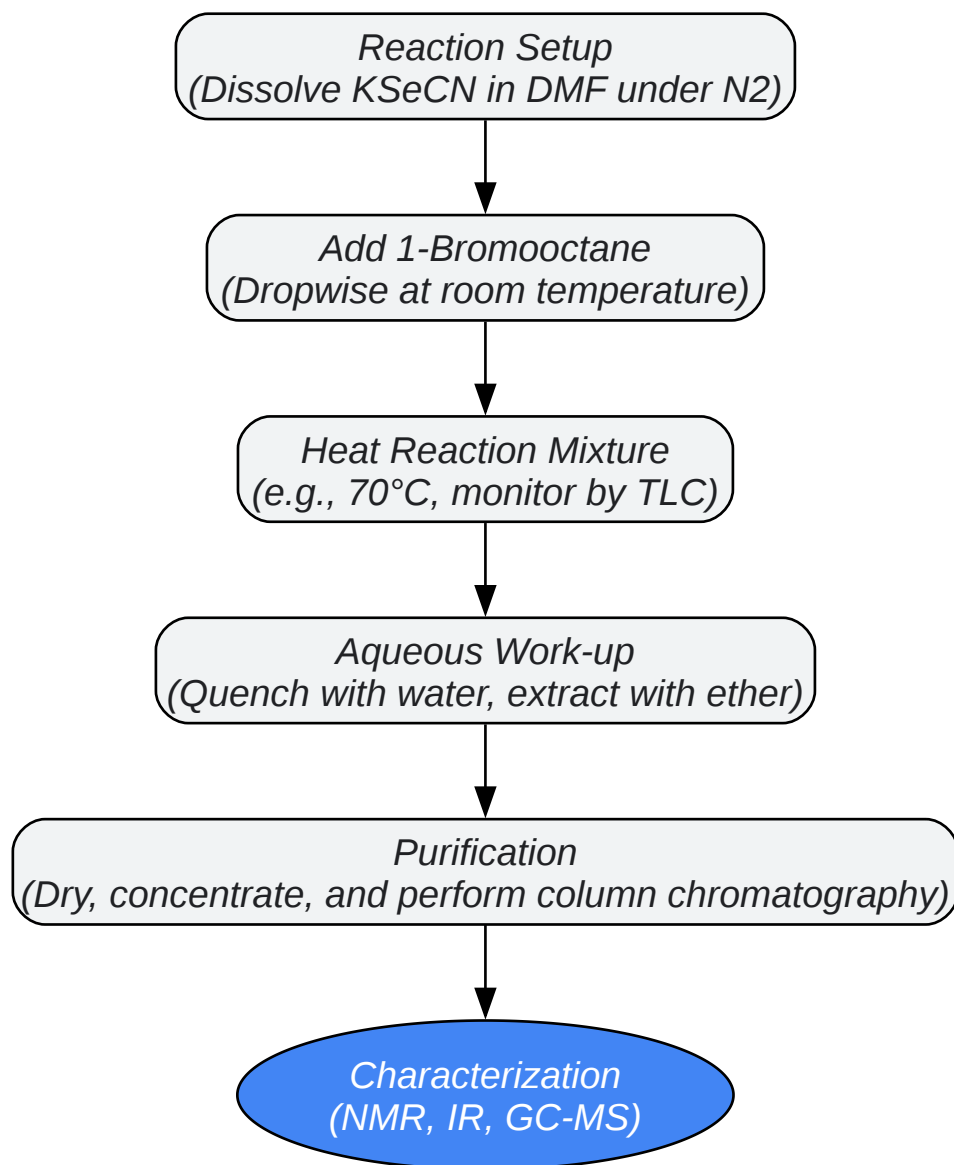 Reaction Setup
(Dissolve KSeCN in DMF under N2)
Add 1-Bromooctane
(Dropwise at room temperature)
Heat Reaction Mixture
(e.g., 70°C, monitor by TLC)
Aqueous Work-up
(Quench with water, extract with ether)
Purification
(Dry, concentrate, and perform column chromatography)
Characterization
(NMR, IR, GC-MS)